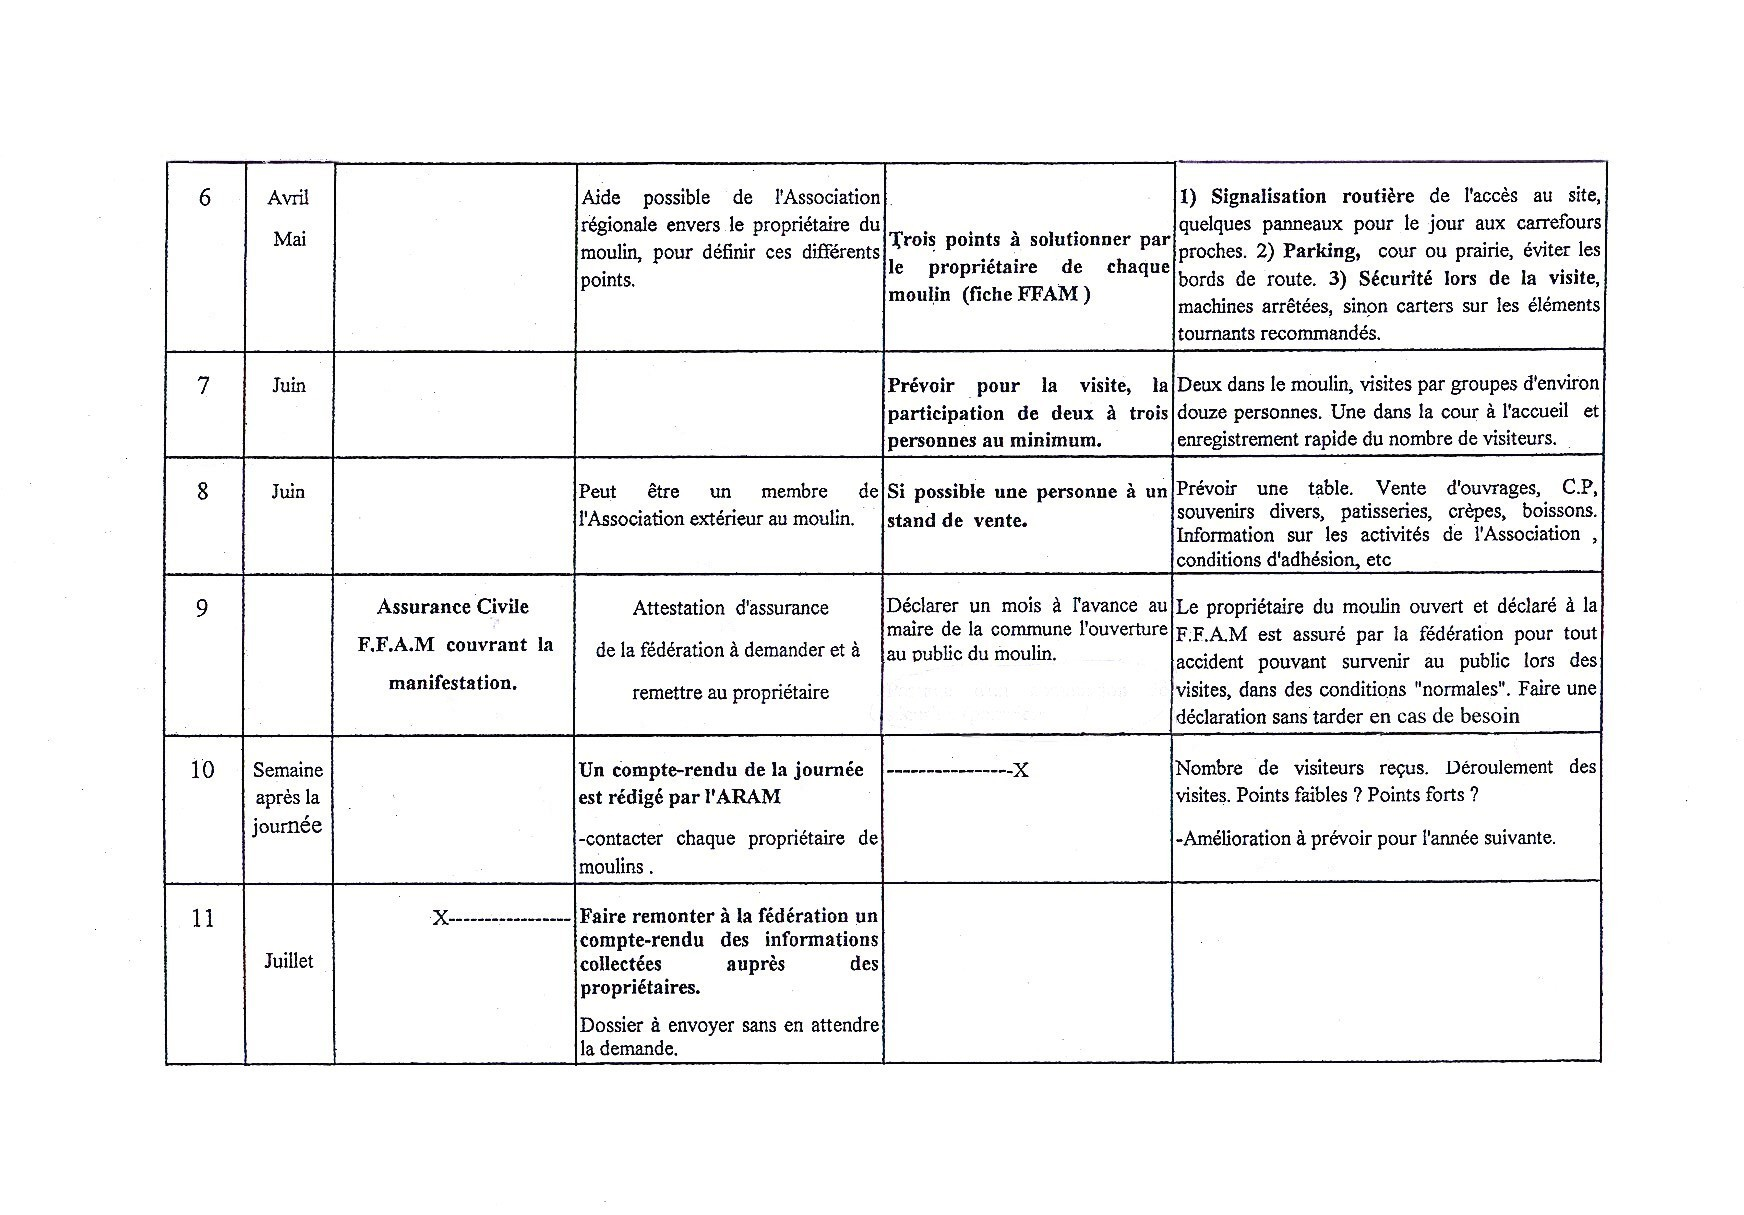 6
Avril
Mai
Aide possible de l'Association
régionale envers le propriétaire du
moulin, pour définir ces différents
points.
Trois points à solutionner par
le propriétaire de chaque
moulin (fiche FFAM )
1) Signalisation routière de l'accès au site,
quelques panneaux pour le jour aux carrefours
proches. 2) Parking, cour ou prairie, éviter les
bords de route. 3) Sécurité lors de la visite,
machines arrêtées, sinon carters sur les éléments
tournants recommandés.
7
Juin
Prévoir pour la visite, la
participation de deux à trois
personnes au minimum.
Deux dans le moulin, visites par groupes d'environ
douze personnes. Une dans la cour à l'accueil et
enregistrement rapide du nombre de visiteurs.
8
Juin
Peut être un membre de
l'Association extérieur au moulin.
Si possible une personne à un
stand de vente.
Prévoir une table. Vente d'ouvrages, C.P,
souvenirs divers, patisseries, crèpes, boissons.
Information sur les activités de l'Association ,
conditions d'adhésion, etc
9
Assurance Civile
F.F.A.M couvrant la
manifestation.
Attestation d'assurance
de la fédération à demander et à
remettre au propriétaire
Déclarer un mois à l'avance au
maire de la commune l'ouverture
au public du moulin.
Le propriétaire du moulin ouvert et déclaré à la
F.F.A.M est assuré par la fédération pour tout
accident pouvant survenir au public lors des
visites, dans des conditions "normales". Faire une
déclaration sans tarder en cas de besoin
10
Semaine
après la
journée
Un compte-rendu de la journée
est rédigé par l'ARAM
-contacter chaque propriétaire de
moulins .
----------------X
Nombre de visiteurs reçus. Déroulement des
visites. Points faibles ? Points forts ?
-Amélioration à prévoir pour l'année suivante.
11
Juillet
X-----------------
Faire remonter à la fédération un
compte-rendu des informations
collectées auprès des
propriétaires.
Dossier à envoyer sans en attendre
la demande.